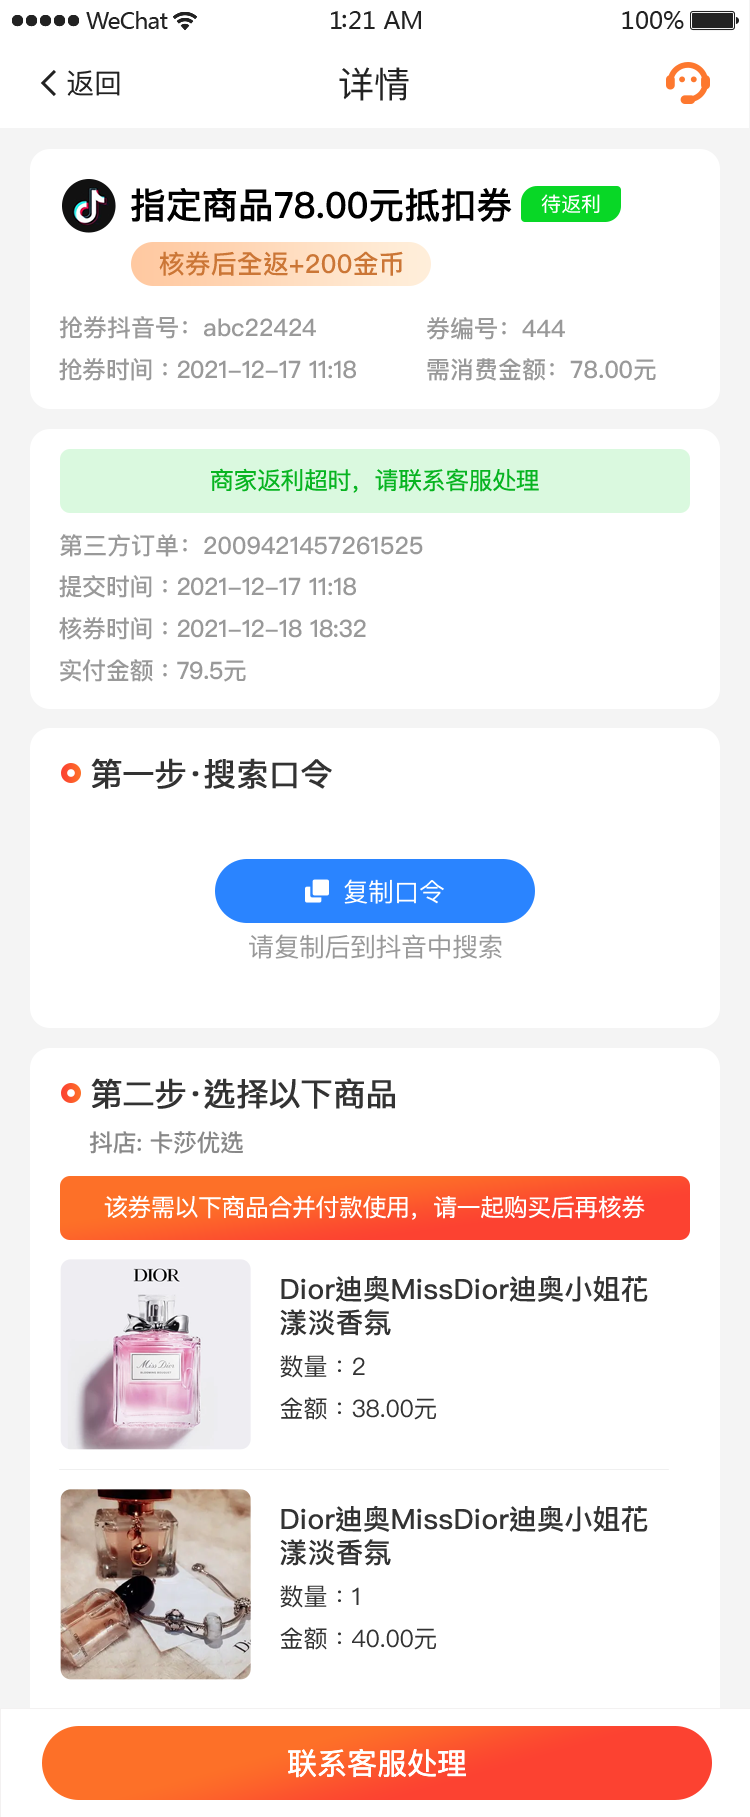 WeChat 1:21 AM 100%
返回 详情
指定商品78.00元抵扣券 待返利
核券后全返+200金币
抢券抖音号：abc22424 券编号：444
抢券时间：2021-12-17 11:18 需消费金额：78.00元
商家返利超时，请联系客服处理
第三方订单：2009421457261525
提交时间：2021-12-17 11:18
核券时间：2021-12-18 18:32
实付金额：79.5元
第一步·搜索口令
复制口令
请复制后到抖音中搜索
第二步·选择以下商品
抖店: 卡莎优选
该券需以下商品合并付款使用，请一起购买后再核券
DIOR
Miss Dior
Dior迪奥MissDior迪奥小姐花
漾淡香氛
数量：2
金额：38.00元
Dior迪奥MissDior迪奥小姐花
漾淡香氛
数量：1
金额：40.00元
联系客服处理